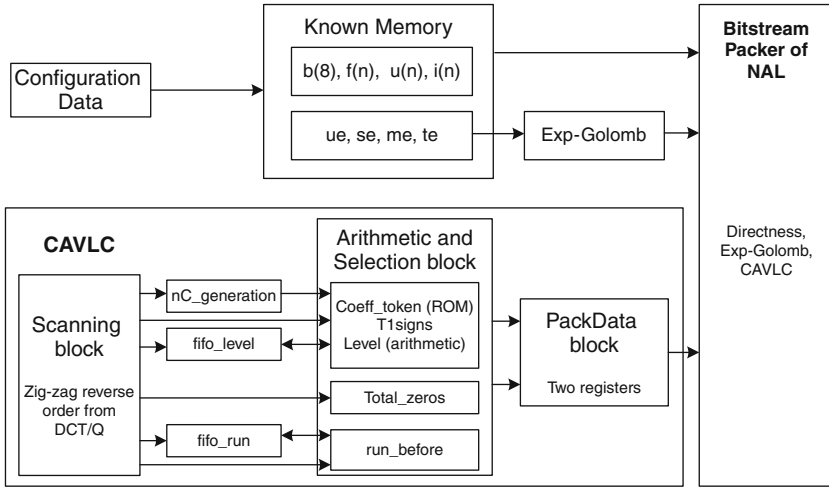 Known Memory
b(8), f(n), u(n), i(n)
ue, se, me, te
Configuration
Data
Exp-Golomb
Bitstream
Packer of
NAL
Directness,
Exp-Golomb,
CAVLC
CAVLC
Scanning
block
Zig-zag reverse
order from
DCT/Q
nC_generation
fifo_level
fifo_run
Arithmetic and
Selection block
Coeff_token (ROM)
T1signs
Level (arithmetic)
Total_zeros
run_before
PackData
block
Two registers